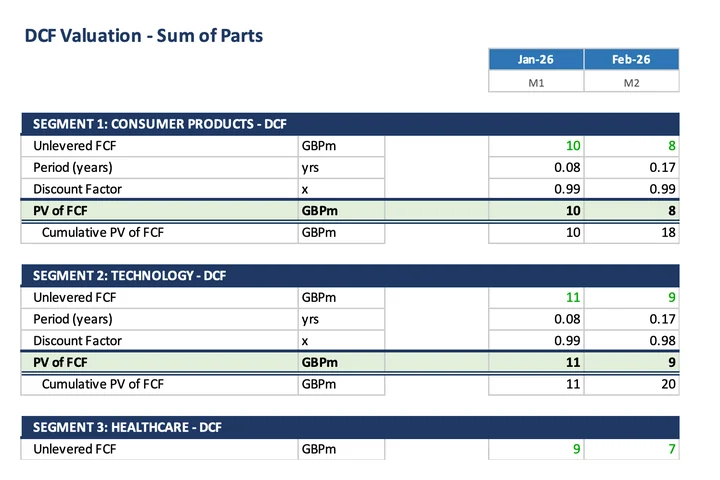 DCF Valuation - Sum of Parts
Jan-26 Feb-26
M1 M2
SEGMENT 1: CONSUMER PRODUCTS - DCF
Unlevered FCF GBPm 10 8
Period (years) yrs 0.08 0.17
Discount Factor x 0.99 0.99
PV of FCF GBPm 10 8
Cumulative PV of FCF GBPm 10 18
SEGMENT 2: TECHNOLOGY - DCF
Unlevered FCF GBPm 11 9
Period (years) yrs 0.08 0.17
Discount Factor x 0.99 0.98
PV of FCF GBPm 11 9
Cumulative PV of FCF GBPm 11 20
SEGMENT 3: HEALTHCARE - DCF
Unlevered FCF GBPm 9 7